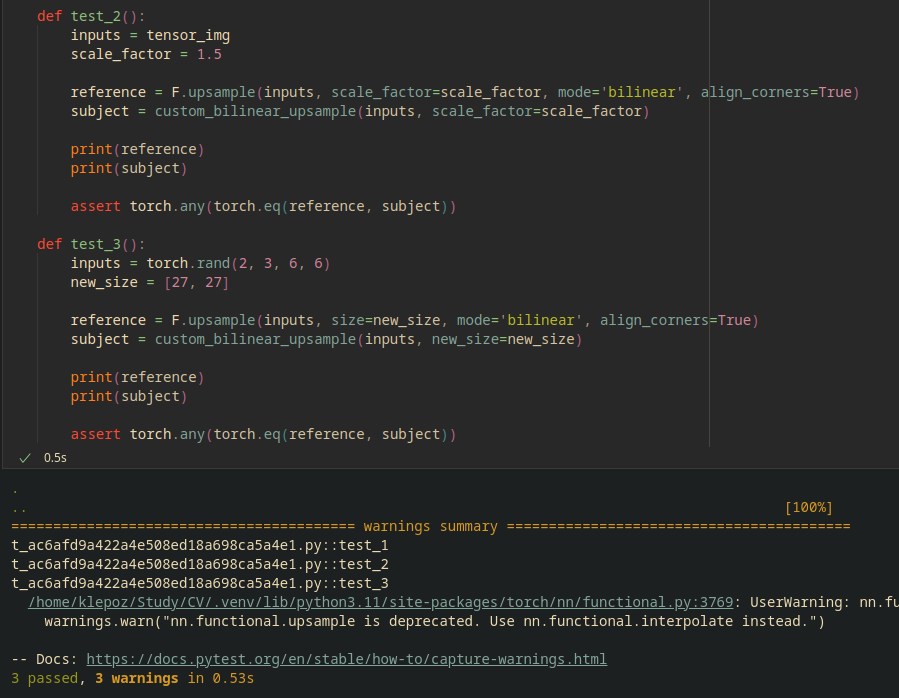 def test_2():
    inputs = tensor_img
    scale_factor = 1.5
    reference = F.upsample(inputs, scale_factor=scale_factor, mode='bilinear', align_corners=True)
    subject = custom_bilinear_upsample(inputs, scale_factor=scale_factor)
    print(reference)
    print(subject)
    assert torch.any(torch.eq(reference, subject))
def test_3():
    inputs = torch.rand(2, 3, 6, 6)
    new_size = [27, 27]
    reference = F.upsample(inputs, size=new_size, mode='bilinear', align_corners=True)
    subject = custom_bilinear_upsample(inputs, new_size=new_size)
    print(reference)
    print(subject)
    assert torch.any(torch.eq(reference, subject))
✓ 0.5s
.
.. [100%]
========================================= warnings summary =========================================
t_ac6afd9a422a4e508ed18a698ca5a4e1.py::test_1
t_ac6afd9a422a4e508ed18a698ca5a4e1.py::test_2
t_ac6afd9a422a4e508ed18a698ca5a4e1.py::test_3
  /home/klepoz/Study/CV/.venv/lib/python3.11/site-packages/torch/nn/functional.py:3769: UserWarning: nn.fu
    warnings.warn("nn.functional.upsample is deprecated. Use nn.functional.interpolate instead.")
-- Docs: https://docs.pytest.org/en/stable/how-to/capture-warnings.html
3 passed, 3 warnings in 0.53s